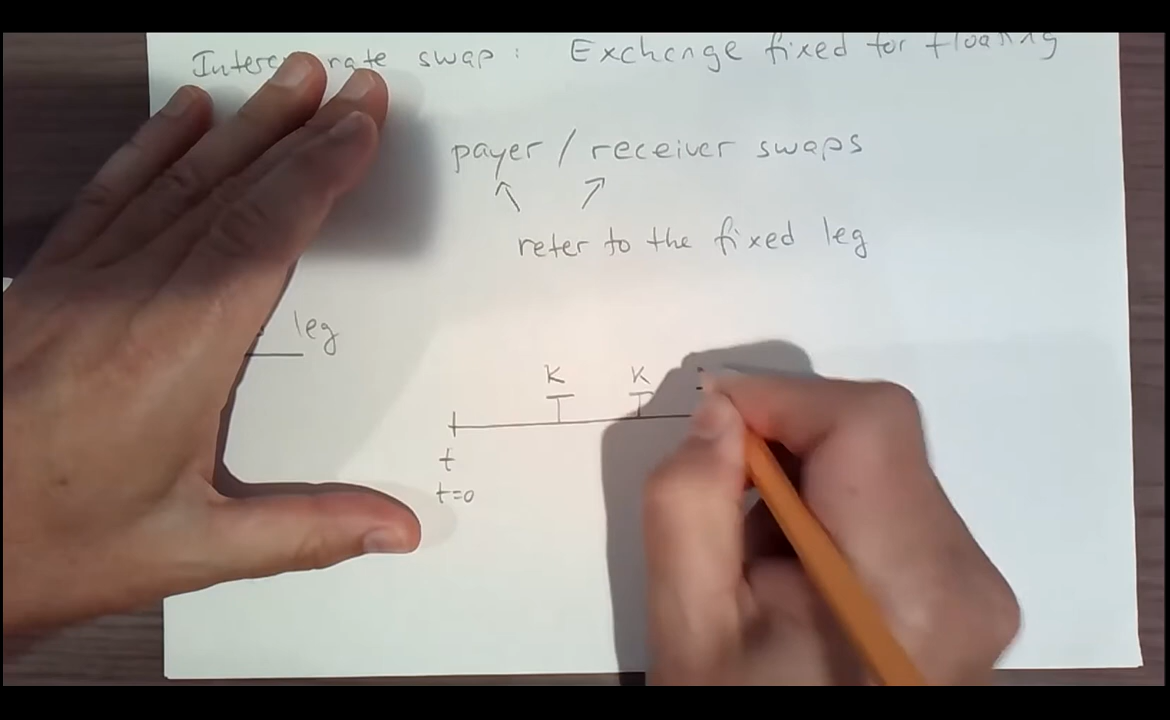 rate swap : Exchange fixed for floating
payer / receiver swaps
refer to the fixed leg
leg
K K
t
t=0